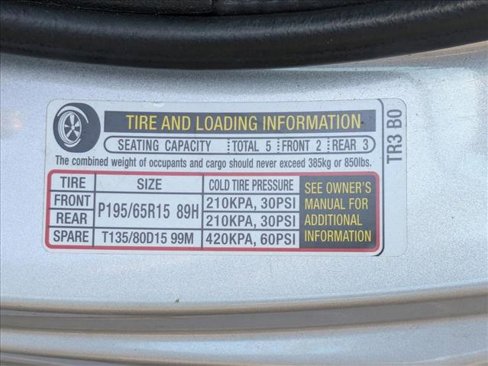 TIRE AND LOADING INFORMATION
SEATING CAPACITY TOTAL 5 FRONT 2 REAR 3
The combined weight of occupants and cargo should never exceed 385kg or 850lbs.
TIRE SIZE COLD TIRE PRESSURE
FRONT P195/65R15 89H 210KPA, 30PSI
REAR 210KPA, 30PSI
SPARE T135/80D15 99M 420KPA, 60PSI
SEE OWNER'S
MANUAL FOR
ADDITIONAL
INFORMATION
TR3 B0